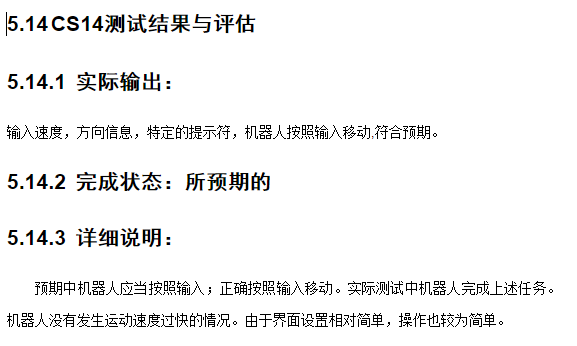 5.14 CS14测试结果与评估
5.14.1 实际输出：
输入速度，方向信息，特定的提示符，机器人按照输入移动,符合预期。
5.14.2 完成状态：所预期的
5.14.3 详细说明：
预期中机器人应当按照输入；正确按照输入移动。实际测试中机器人完成上述任务。
机器人没有发生运动速度过快的情况。由于界面设置相对简单，操作也较为简单。